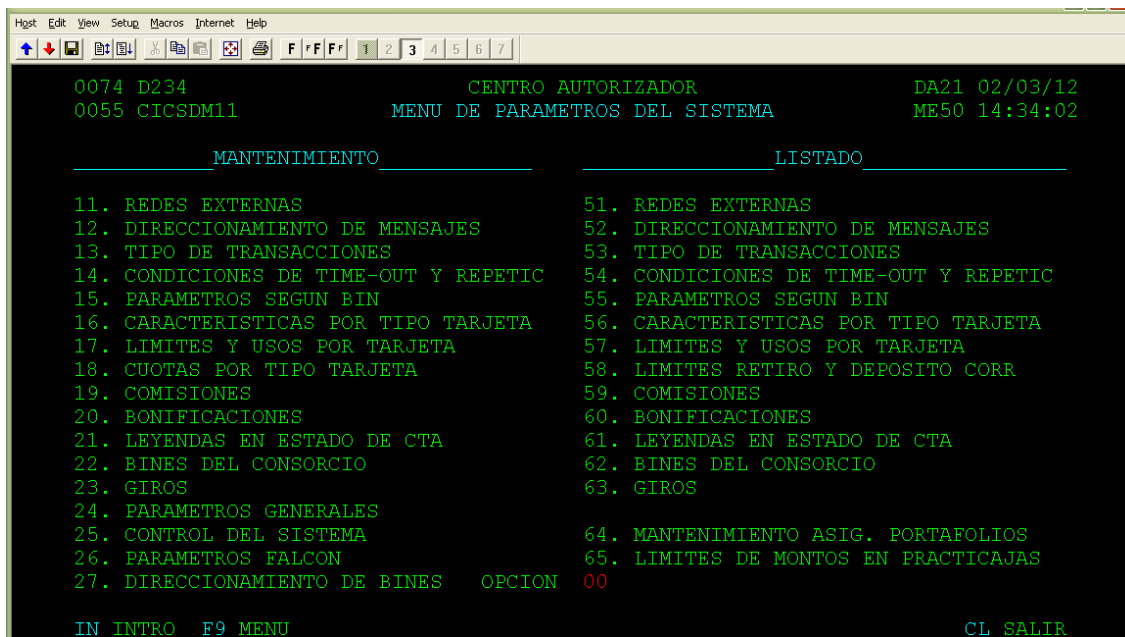 Host Edit View Setup Macros Internet Help
F FF FF 1 2 3 4 5 6 7
0074 D234 CENTRO AUTORIZADOR DA21 02/03/12
0055 CICSDM11 MENU DE PARAMETROS DEL SISTEMA ME50 14:34:02
MANTENIMIENTO LISTADO
11. REDES EXTERNAS 51. REDES EXTERNAS
12. DIRECCIONAMIENTO DE MENSAJES 52. DIRECCIONAMIENTO DE MENSAJES
13. TIPO DE TRANSACCIONES 53. TIPO DE TRANSACCIONES
14. CONDICIONES DE TIME-OUT Y REPETIC 54. CONDICIONES DE TIME-OUT Y REPETIC
15. PARAMETROS SEGUN BIN 55. PARAMETROS SEGUN BIN
16. CARACTERISTICAS POR TIPO TARJETA 56. CARACTERISTICAS POR TIPO TARJETA
17. LIMITES Y USOS POR TARJETA 57. LIMITES Y USOS POR TARJETA
18. CUOTAS POR TIPO TARJETA 58. LIMITES RETIRO Y DEPOSITO CORR
19. COMISIONES 59. COMISIONES
20. BONIFICACIONES 60. BONIFICACIONES
21. LEYENDAS EN ESTADO DE CTA 61. LEYENDAS EN ESTADO DE CTA
22. BINES DEL CONSORCIO 62. BINES DEL CONSORCIO
23. GIROS 63. GIROS
24. PARAMETROS GENERALES
25. CONTROL DEL SISTEMA 64. MANTENIMIENTO ASIG. PORTAFOLIOS
26. PARAMETROS FALCON 65. LIMITES DE MONTOS EN PRACTICAJAS
27. DIRECCIONAMIENTO DE BINES OPCION 00
IN INTRO F9 MENU CL SALIR